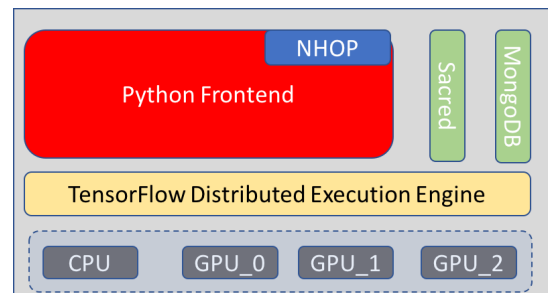 NHOP
Python Frontend
Sacred
MongoDB
TensorFlow Distributed Execution Engine
CPU
GPU_0
GPU_1
GPU_2